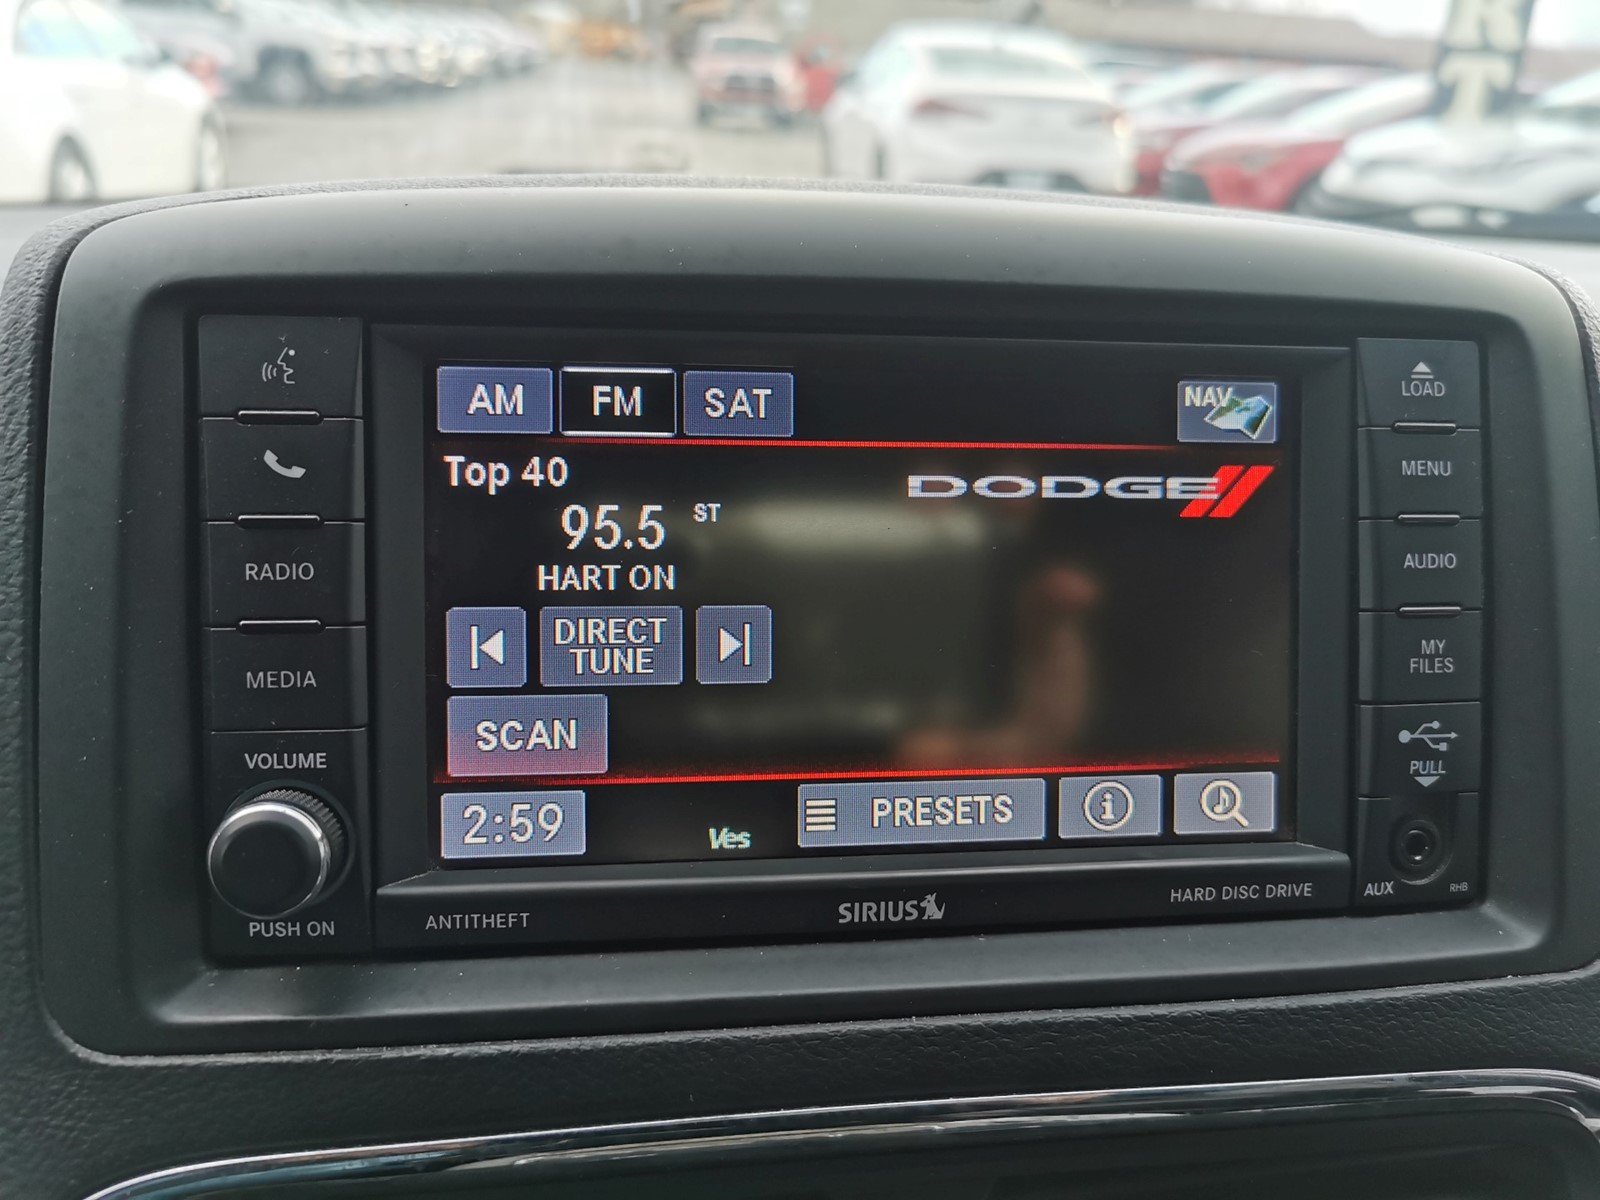 AM
FM
SAT
NAV
Top 40
DODGE
95.5 ST
HART ON
DIRECT
TUNE
SCAN
2:59
Ves
PRESETS
RADIO
MEDIA
VOLUME
PUSH ON
LOAD
MENU
AUDIO
MY
FILES
PULL
AUX
RHB
ANTITHEFT
SIRIUS
HARD DISC DRIVE